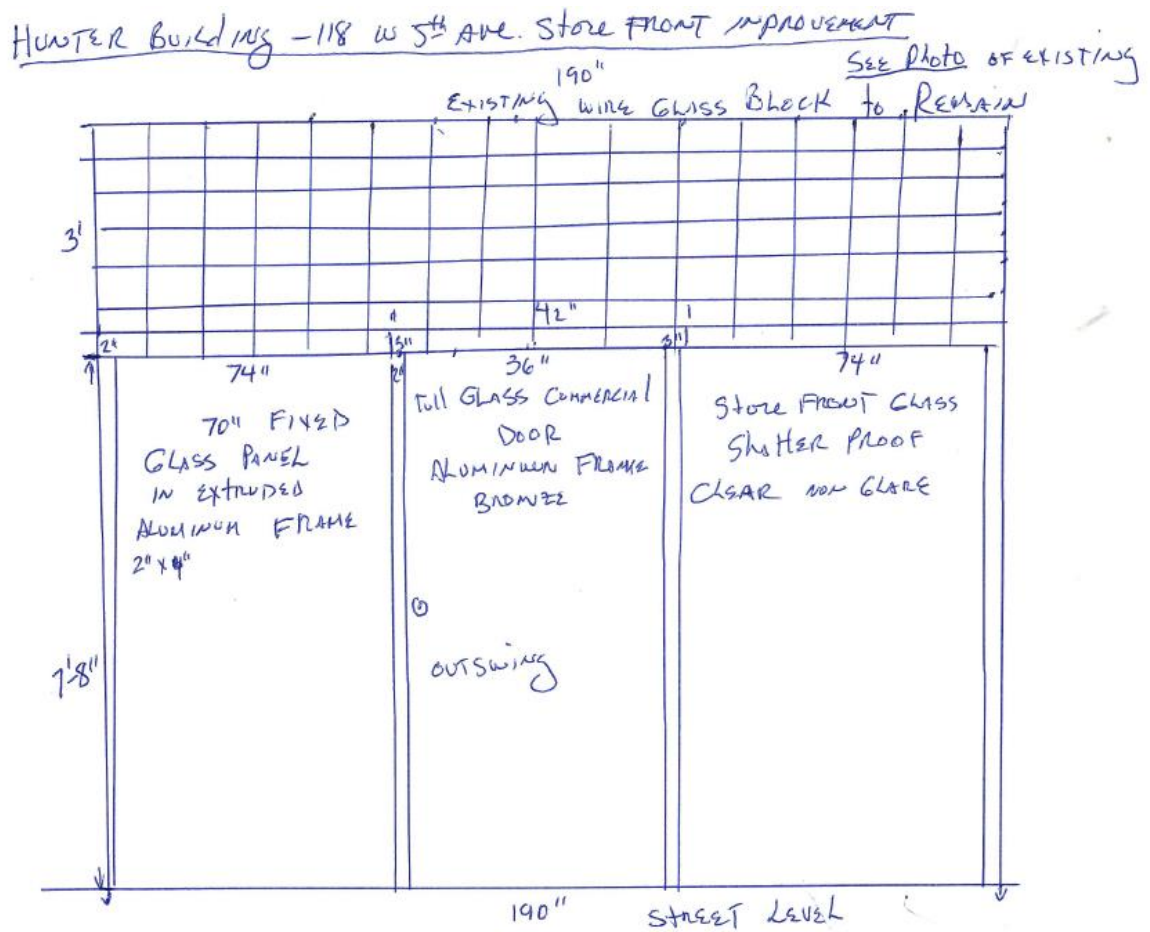 HUNTER BUILDING - 118 W 5th AVE. STORE FRONT IMPROVEMENT
SEE PHOTO OF EXISTING
190"
EXISTING WIRE GLASS BLOCK to REMAIN
3'
42"
2"
3"
3"
74"
2"
36"
74"
70" FIXED
GLASS PANEL
IN EXTRUDED
ALUMINUM FRAME
2" X 4"
Full GLASS COMMERCIAL
DOOR
ALUMINUM FRAME
BRONZE
Store FRONT GLASS
SHATTER PROOF
CLEAR NON GLARE
OUTSWING
7'-8"
190"
STREET LEVEL